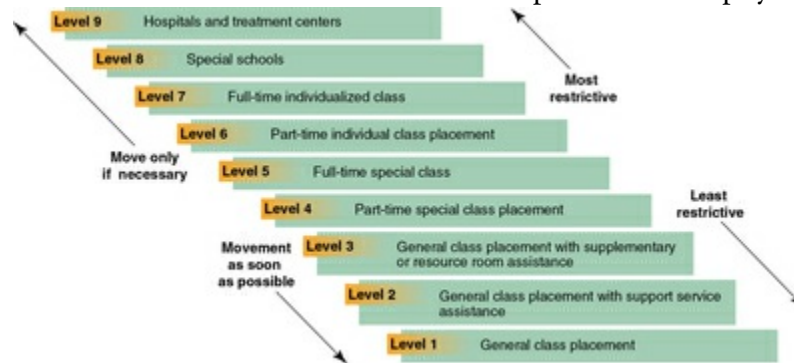 Level 9 Hospitals and treatment centers
Level 8 Special schools
Most
restrictive
Level 7 Full-time individualized class
Level 6 Part-time individual class placement
Move only
if necessary
Level 5 Full-time special class
Level 4 Part-time special class placement
Least
restrictive
Movement
as soon
as possible
Level 3 General class placement with supplementary
or resource room assistance
Level 2 General class placement with support service
assistance
Level 1 General class placement